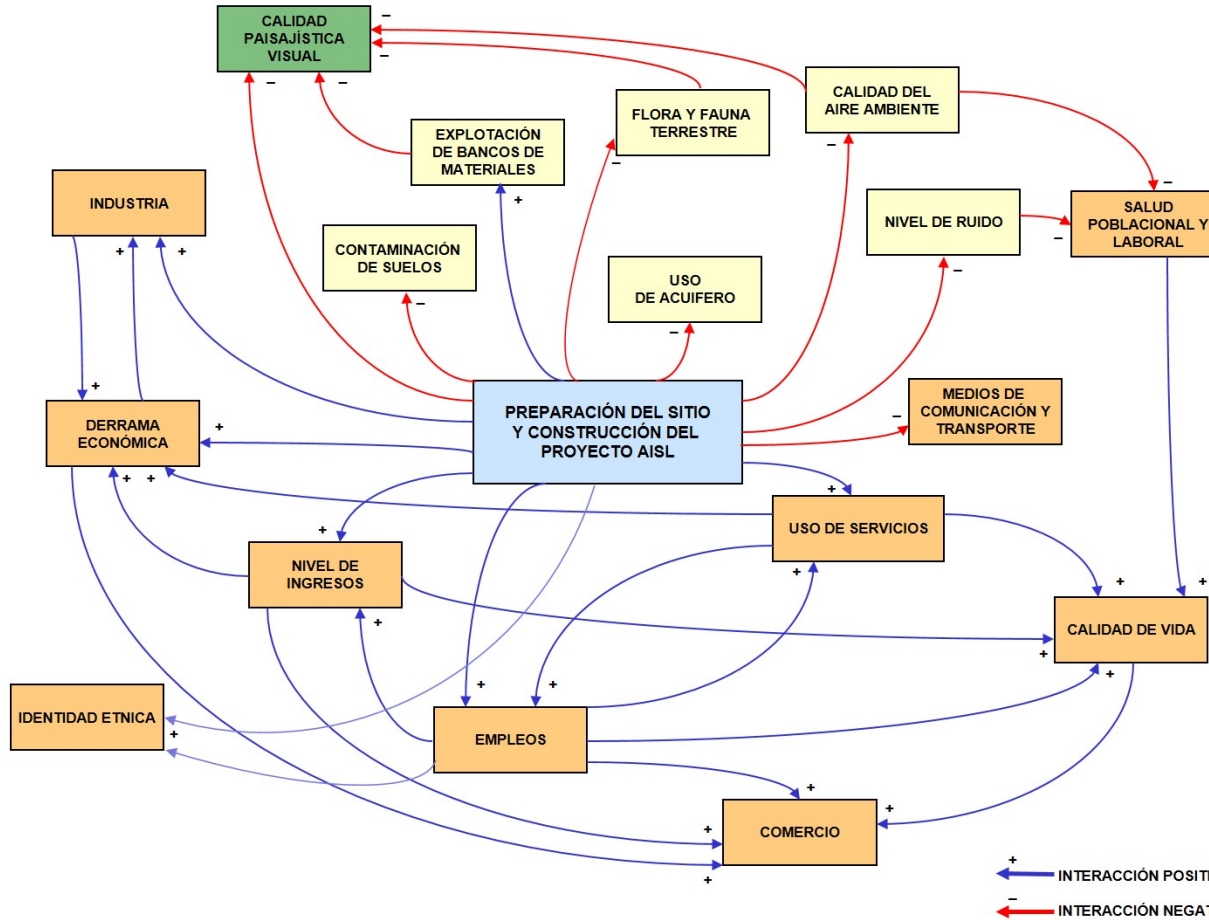 CALIDAD
PAISAJÍSTICA
VISUAL
FLORA Y FAUNA
TERRESTRE
CALIDAD DEL
AIRE AMBIENTE
EXPLOTACIÓN
DE BANCOS DE
MATERIALES
INDUSTRIA
NIVEL DE RUIDO
SALUD
POBLACIONAL Y
LABORAL
CONTAMINACIÓN
DE SUELOS
USO
DE ACUIFERO
PREPARACIÓN DEL SITIO
Y CONSTRUCCIÓN DEL
PROYECTO AISL
MEDIOS DE
COMUNICACIÓN Y
TRANSPORTE
DERRAMA
ECONÓMICA
USO DE SERVICIOS
NIVEL DE
INGRESOS
CALIDAD DE VIDA
IDENTIDAD ETNICA
EMPLEOS
COMERCIO
INTERACCIÓN POSITI
INTERACCIÓN NEGAT